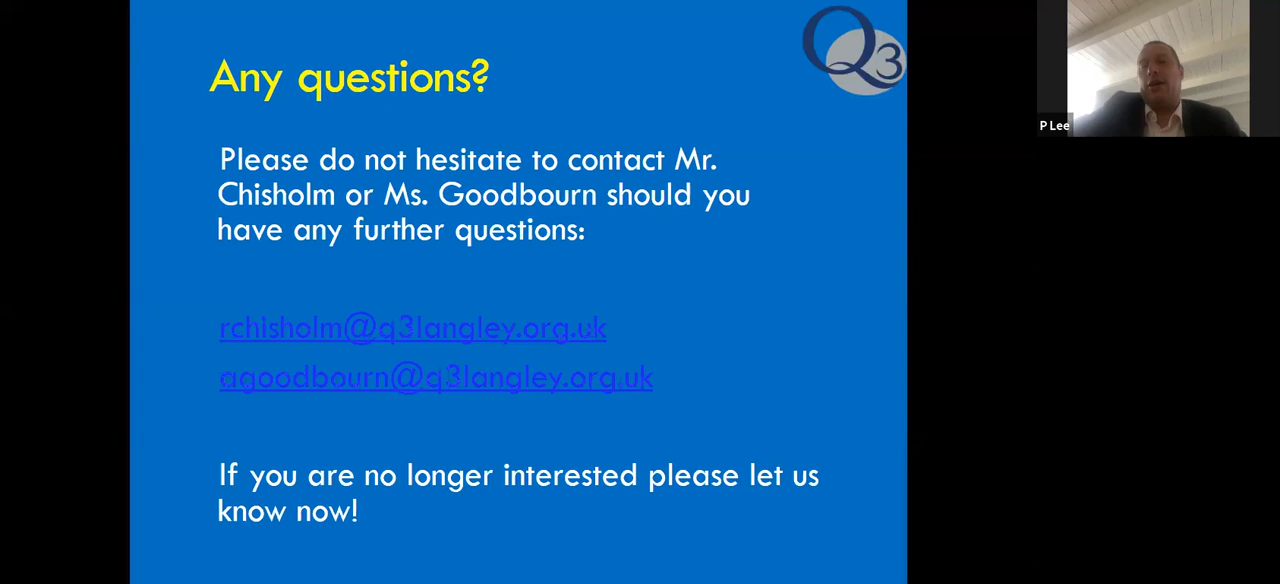 Q3
Any questions?
P Lee
Please do not hesitate to contact Mr.
Chisholm or Ms. Goodbourn should you
have any further questions:
rchisholm@q3langley.org.uk
agoodbourn@q3langley.org.uk
If you are no longer interested please let us
know now!